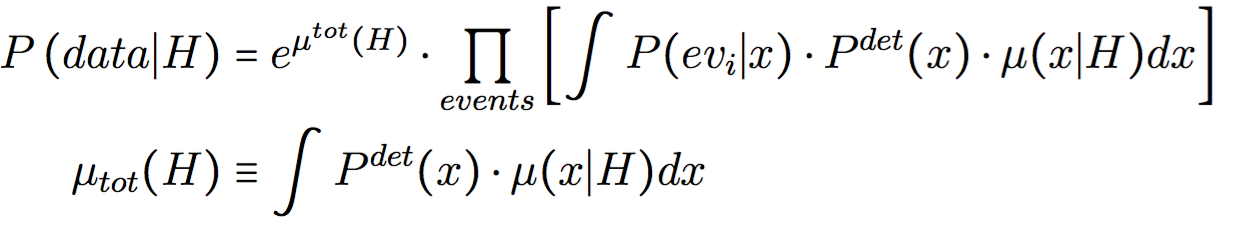 P (data|H) = e^{μ^{tot}(H)} · ∏_{events} [∫ P(ev_i|x) · P^{det}(x) · μ(x|H)dx]
μ_{tot}(H) ≡ ∫ P^{det}(x) · μ(x|H)dx